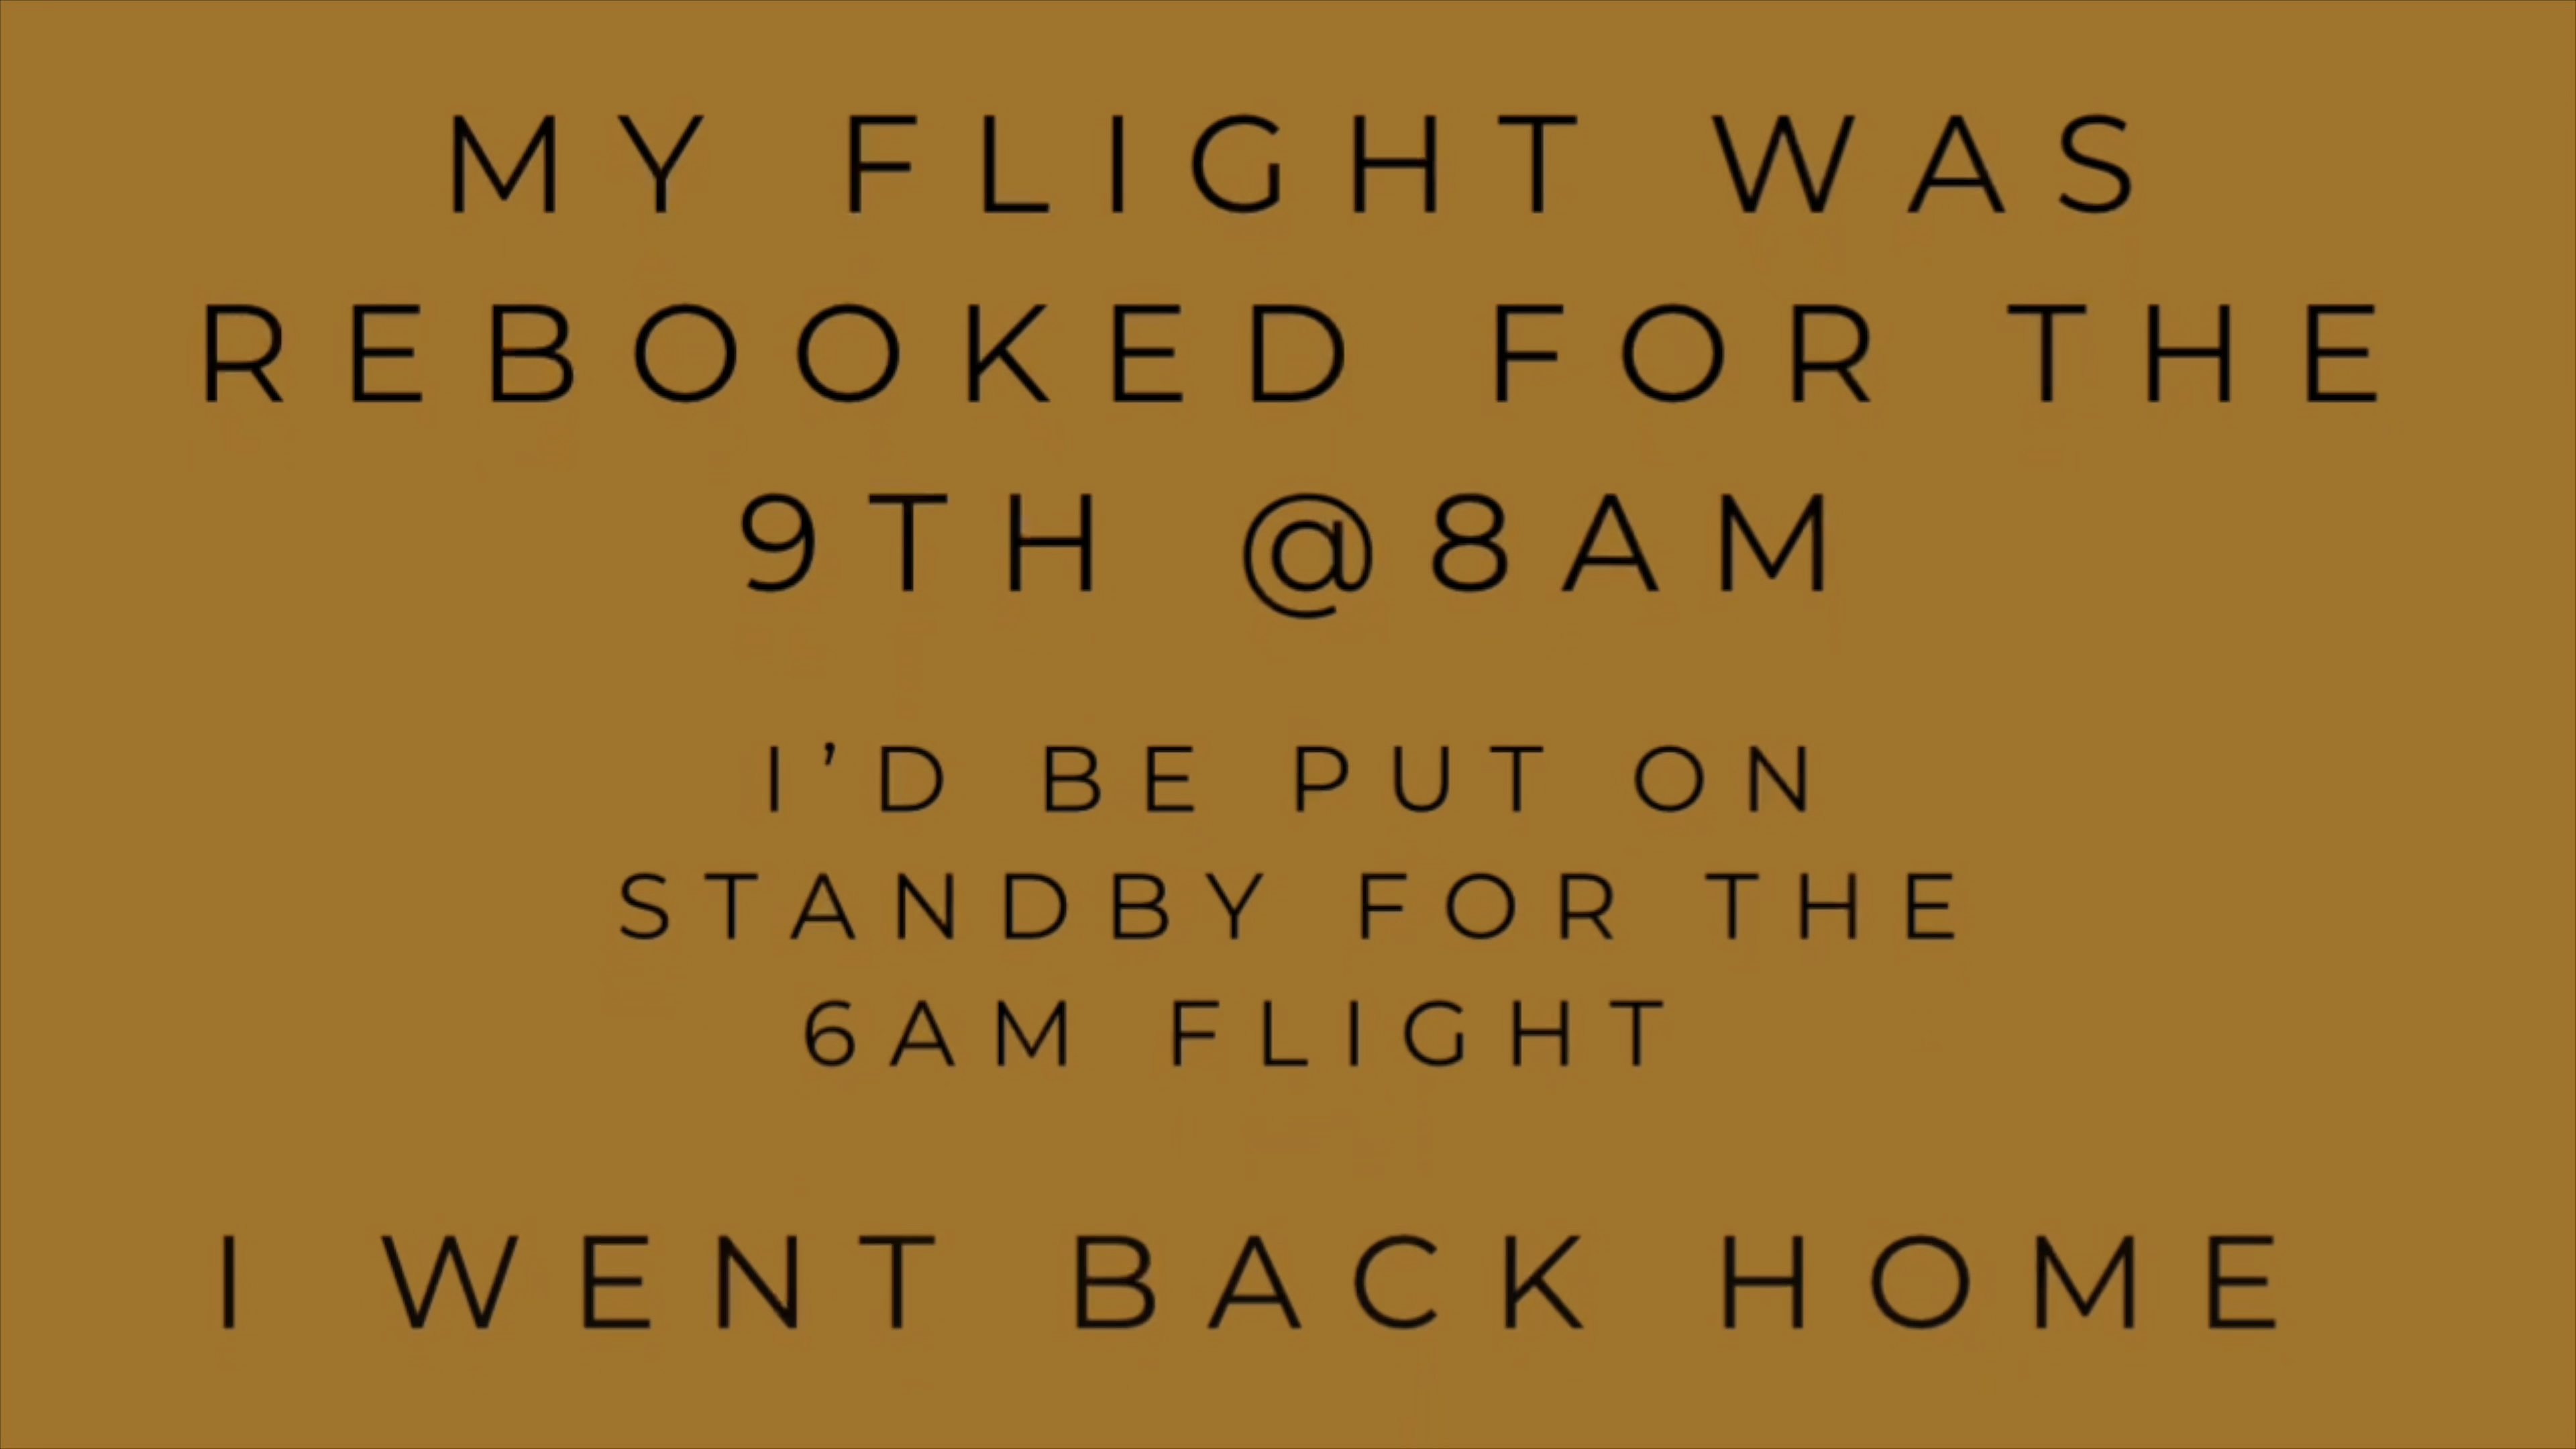 MY FLIGHT WAS
REBOOKED FOR THE
9TH @8AM
I’D BE PUT ON
STANDBY FOR THE
6AM FLIGHT
I WENT BACK HOME